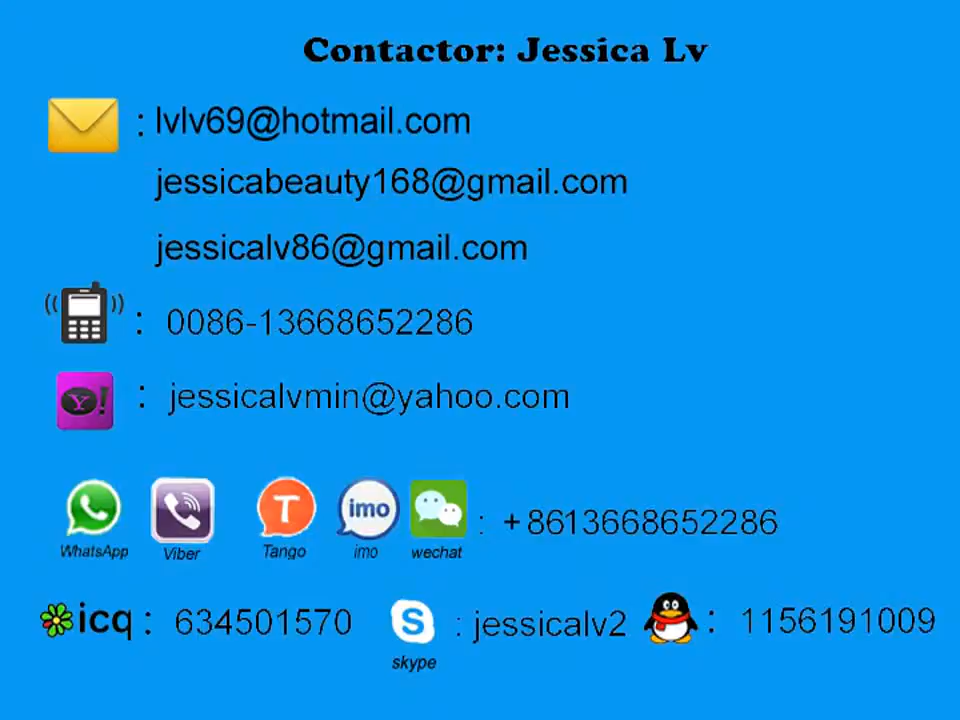 Contactor: Jessica Lv
: lvlv69@hotmail.com
jessicabeauty168@gmail.com
jessicalv86@gmail.com
: 0086-13668652286
Y! : jessicalvmin@yahoo.com
T imo : +8613668652286
WhatsApp Viber Tango imo wechat
icq : 634501570 S : jessicalv2 : 1156191009
skype